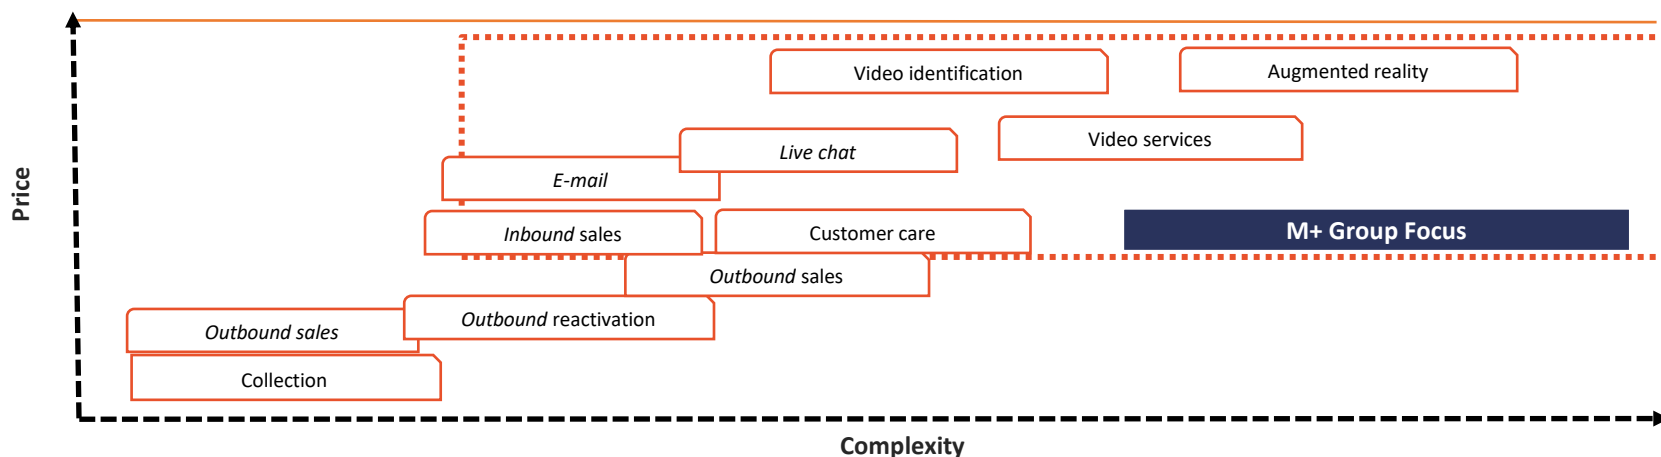 Video identification
Augmented reality
Live chat
Video services
E-mail
Price
Inbound sales
Customer care
M+ Group Focus
Outbound sales
Outbound reactivation
Outbound sales
Collection
Complexity